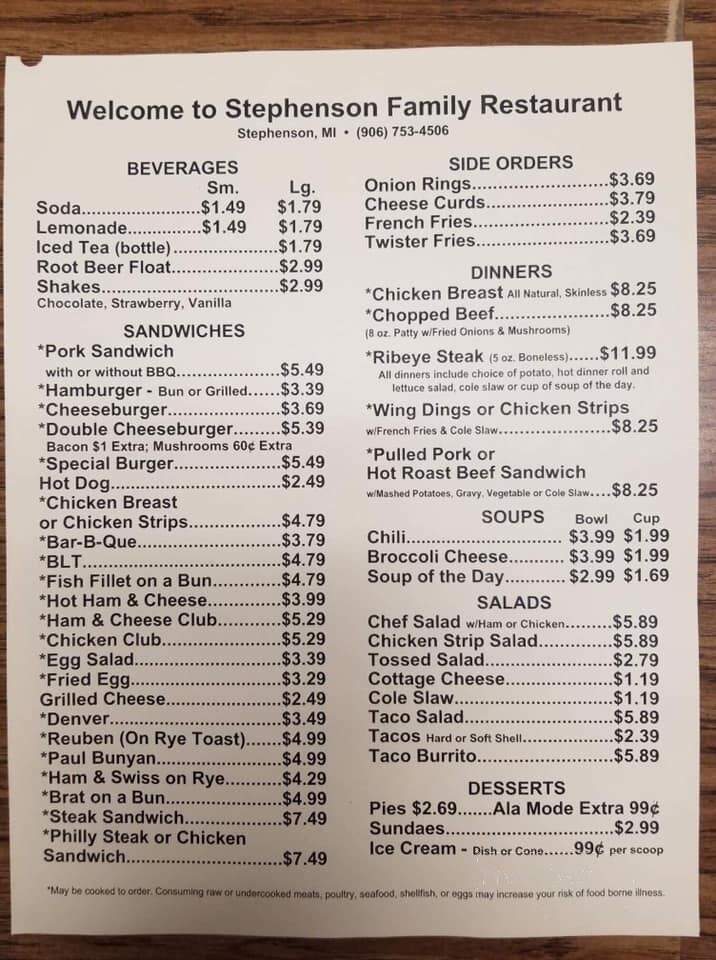 Welcome to Stephenson Family Restaurant
Stephenson, MI • (906) 753-4506
BEVERAGES
Sm. Lg.
Soda.......................$1.49 $1.79
Lemonade..............$1.49 $1.79
Iced Tea (bottle)....................$1.79
Root Beer Float.....................$2.99
Shakes..................................$2.99
Chocolate, Strawberry, Vanilla
SANDWICHES
*Pork Sandwich
with or without BBQ....................$5.49
*Hamburger - Bun or Grilled......$3.39
*Cheeseburger......................$3.69
*Double Cheeseburger.........$5.39
Bacon $1 Extra; Mushrooms 60¢ Extra
*Special Burger.....................$5.49
Hot Dog.................................$2.49
*Chicken Breast
or Chicken Strips..................$4.79
*Bar-B-Que............................$3.79
*BLT.......................................$4.79
*Fish Fillet on a Bun.............$4.79
*Hot Ham & Cheese..............$3.99
*Ham & Cheese Club............$5.29
*Chicken Club.......................$5.29
*Egg Salad............................$3.39
*Fried Egg.............................$3.29
Grilled Cheese......................$2.49
*Denver.................................$3.49
*Reuben (On Rye Toast).......$4.99
*Paul Bunyan........................$4.99
*Ham & Swiss on Rye...........$4.29
*Brat on a Bun.......................$4.99
*Steak Sandwich...................$7.49
*Philly Steak or Chicken
Sandwich..............................$7.49
SIDE ORDERS
Onion Rings..........................$3.69
Cheese Curds.......................$3.79
French Fries..........................$2.39
Twister Fries.........................$3.69
DINNERS
*Chicken Breast All Natural, Skinless $8.25
*Chopped Beef......................$8.25
(8 oz. Patty w/Fried Onions & Mushrooms)
*Ribeye Steak (5 oz. Boneless)......$11.99
All dinners include choice of potato, hot dinner roll and
lettuce salad, cole slaw or cup of soup of the day.
*Wing Dings or Chicken Strips
w/French Fries & Cole Slaw......................$8.25
*Pulled Pork or
Hot Roast Beef Sandwich
w/Mashed Potatoes, Gravy, Vegetable or Cole Slaw....$8.25
SOUPS Bowl Cup
Chili.............................. $3.99 $1.99
Broccoli Cheese.......... $3.99 $1.99
Soup of the Day........... $2.99 $1.69
SALADS
Chef Salad w/Ham or Chicken.........$5.89
Chicken Strip Salad..............$5.89
Tossed Salad........................$2.79
Cottage Cheese.....................$1.19
Cole Slaw..............................$1.19
Taco Salad............................$5.89
Tacos Hard or Soft Shell.................$2.39
Taco Burrito..........................$5.89
DESSERTS
Pies $2.69.......Ala Mode Extra 99¢
Sundaes................................$2.99
Ice Cream - Dish or Cone......99¢ per scoop
*May be cooked to order. Consuming raw or undercooked meats, poultry, seafood, shellfish, or eggs may increase your risk of food borne illness.